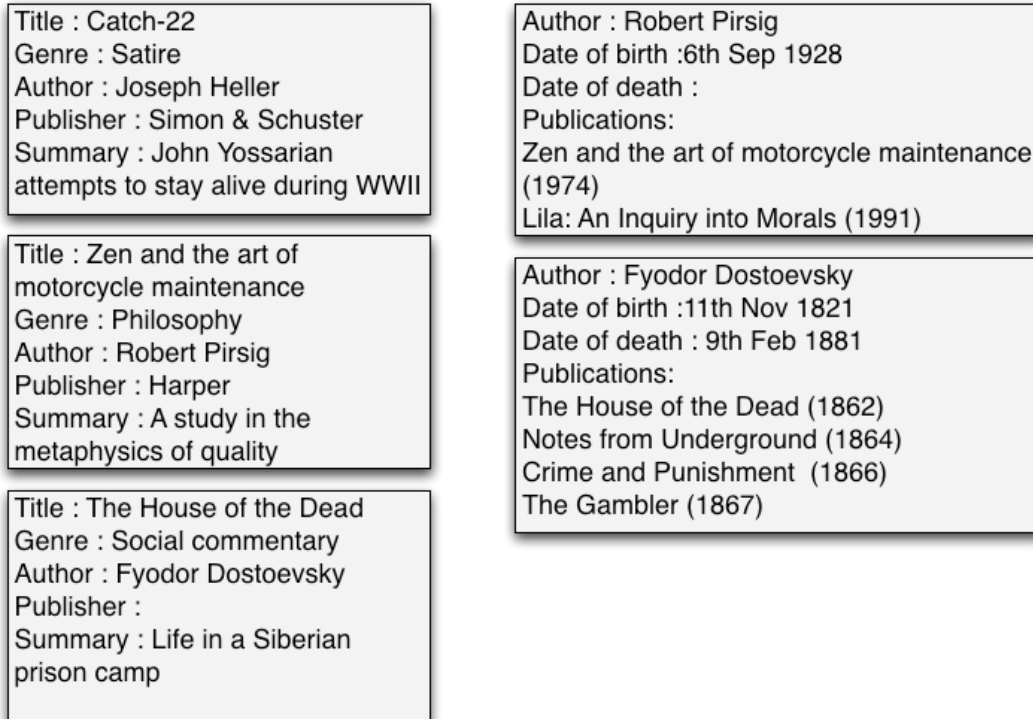 Title : Catch-22
Genre : Satire
Author : Joseph Heller
Publisher : Simon & Schuster
Summary : John Yossarian
attempts to stay alive during WWII
Title : Zen and the art of
motorcycle maintenance
Genre : Philosophy
Author : Robert Pirsig
Publisher : Harper
Summary : A study in the
metaphysics of quality
Title : The House of the Dead
Genre : Social commentary
Author : Fyodor Dostoevsky
Publisher :
Summary : Life in a Siberian
prison camp
Author : Robert Pirsig
Date of birth :6th Sep 1928
Date of death :
Publications:
Zen and the art of motorcycle maintenance
(1974)
Lila: An Inquiry into Morals (1991)
Author : Fyodor Dostoevsky
Date of birth :11th Nov 1821
Date of death : 9th Feb 1881
Publications:
The House of the Dead (1862)
Notes from Underground (1864)
Crime and Punishment  (1866)
The Gambler (1867)